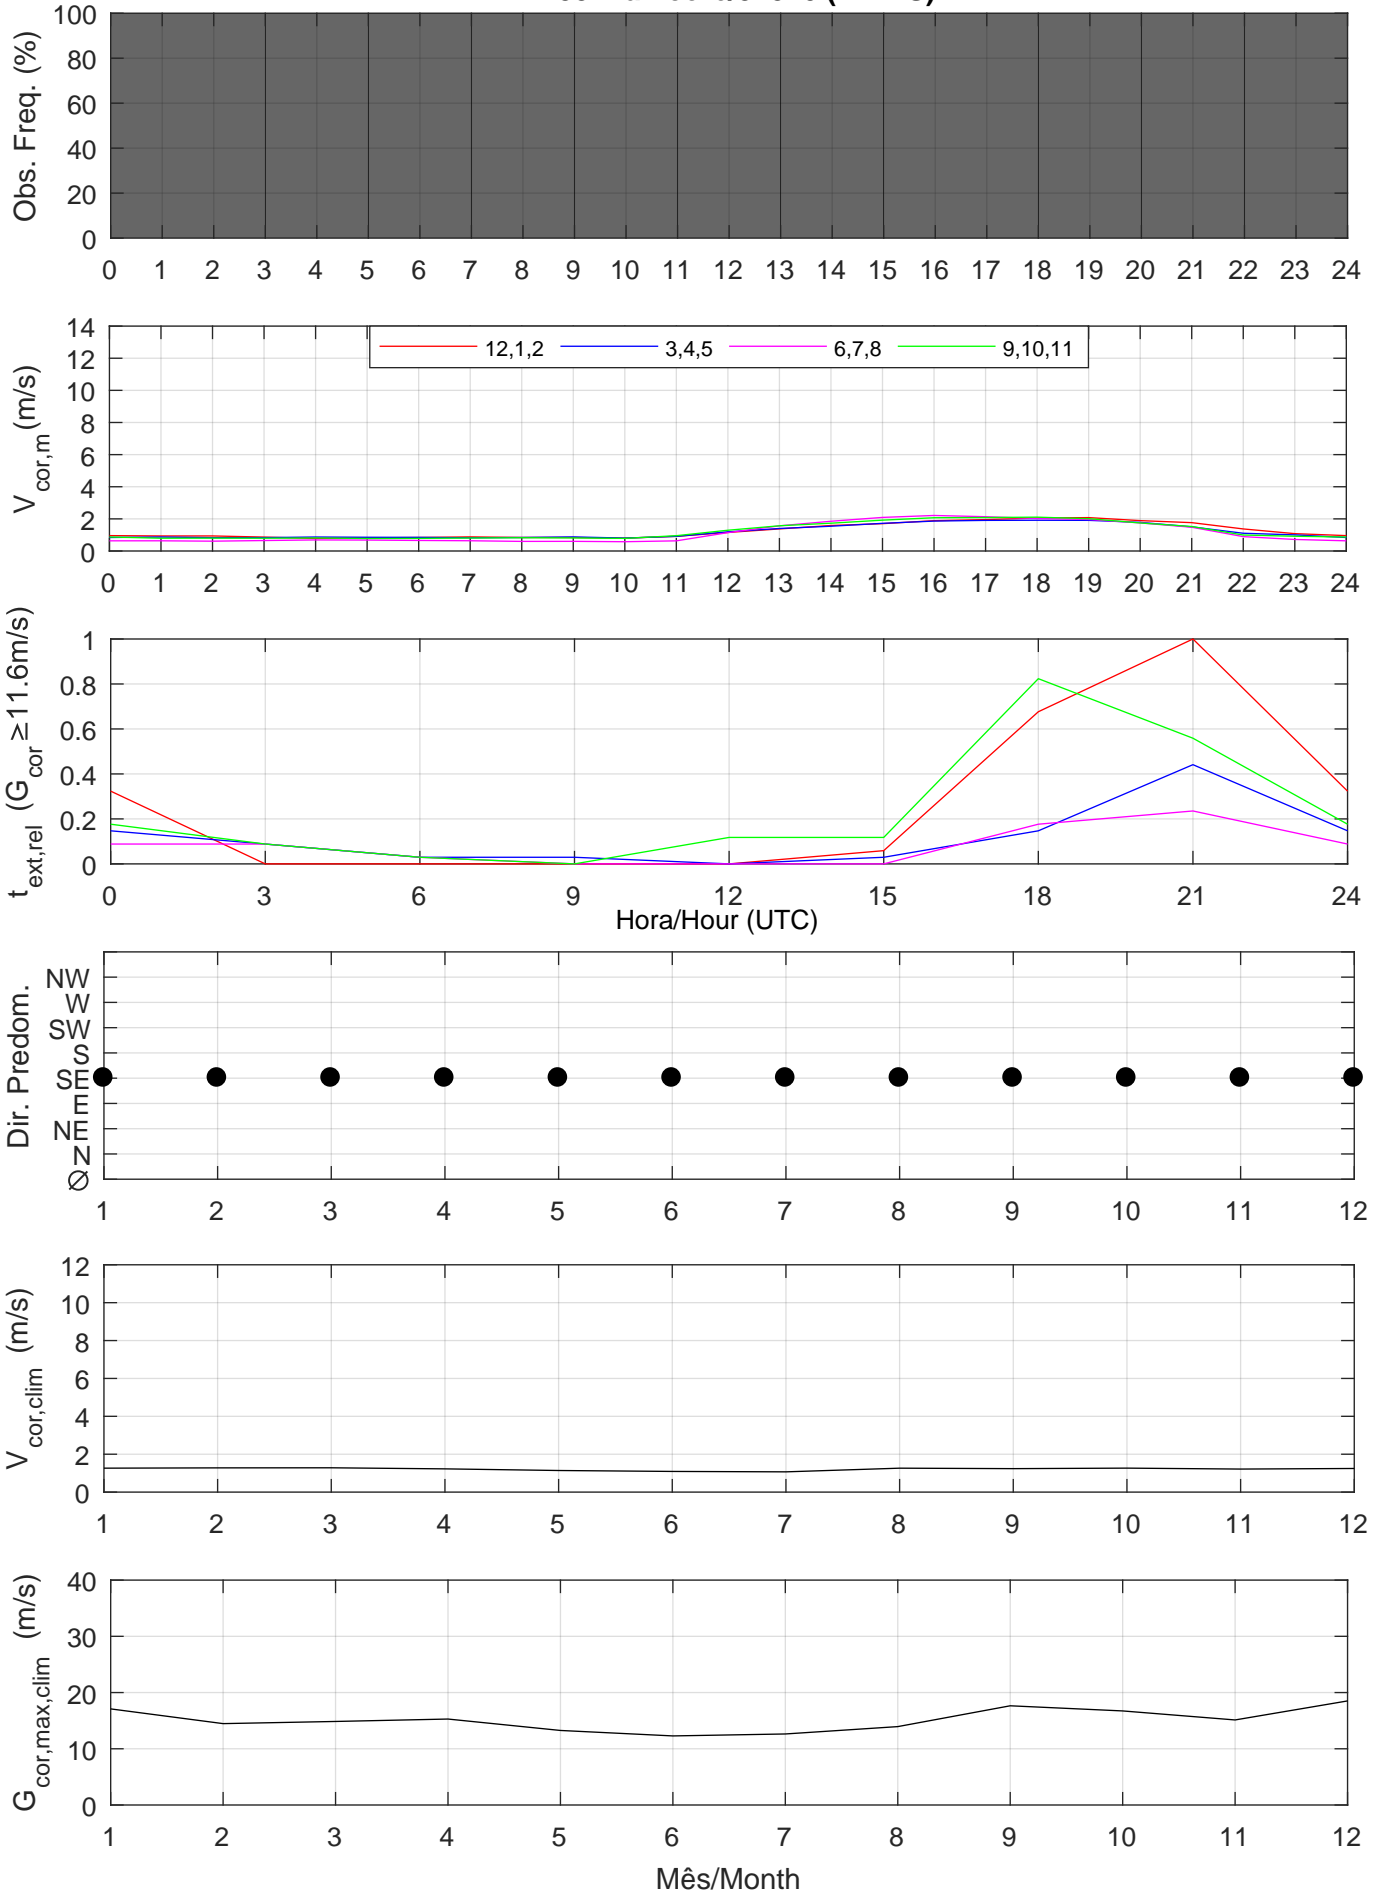 Obs. Freq. (%)
100
80
60
40
20
0
0 1 2 3 4 5 6 7 8 9 10 11 12 13 14 15 16 17 18 19 20 21 22 23 24
V cor,m (m/s)
14
12
10
8
6
4
2
0
12,1,2 3,4,5 6,7,8 9,10,11
0 1 2 3 4 5 6 7 8 9 10 11 12 13 14 15 16 17 18 19 20 21 22 23 24
t ext,rel (G cor ≥11.6m/s)
1
0.8
0.6
0.4
0.2
0
0 3 6 9 12 15 18 21 24
Hora/Hour (UTC)
Dir. Predom.
NW
W
SW
S
SE
E
NE
N
Ø
1 2 3 4 5 6 7 8 9 10 11 12
V cor,clim (m/s)
12
10
8
6
4
2
0
1 2 3 4 5 6 7 8 9 10 11 12
G cor,max,clim (m/s)
40
30
20
10
0
1 2 3 4 5 6 7 8 9 10 11 12
Mês/Month